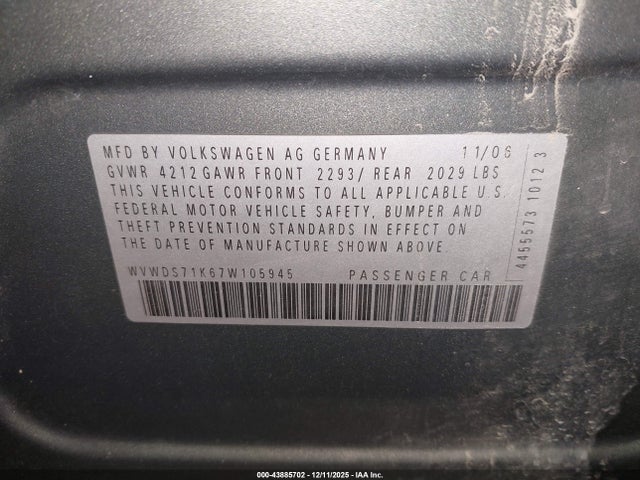 MFD BY VOLKSWAGEN AG GERMANY 11/06
GVWR 4212 GAWR FRONT 2293/ REAR 2029 LBS
THIS VEHICLE CONFORMS TO ALL APPLICABLE U.S.
FEDERAL MOTOR VEHICLE SAFETY, BUMPER AND
THEFT PREVENTION STANDARDS IN EFFECT ON
THE DATE OF MANUFACTURE SHOWN ABOVE.
WVWDS71K67W105945 PASSENGER CAR
4455573 1012 3
000-43885702 - 12/11/2025 - IAA Inc.